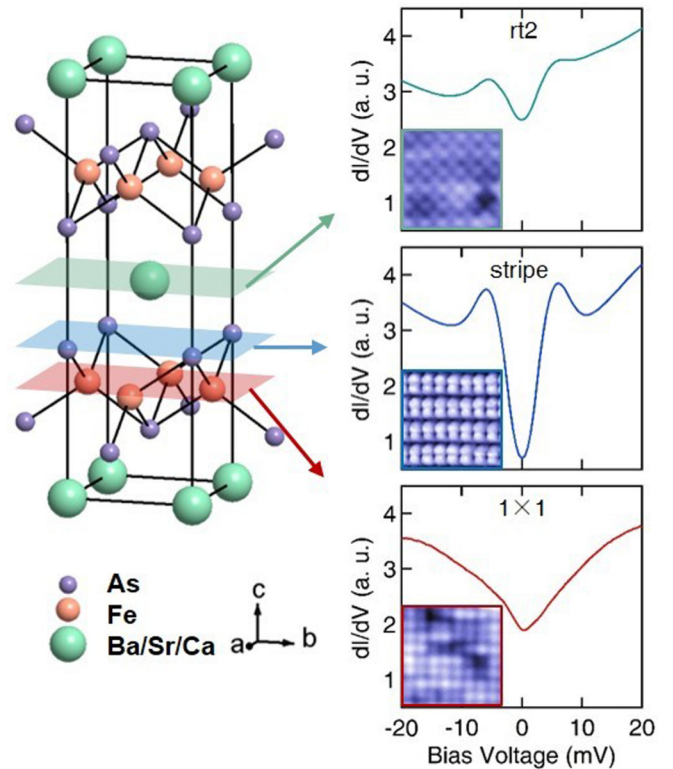 rt2
4
3
2
1
dI/dV (a. u.)
stripe
4
3
2
1
dI/dV (a. u.)
1×1
4
3
2
1
dI/dV (a. u.)
-20 -10 0 10 20
Bias Voltage (mV)
As
Fe
Ba/Sr/Ca
c
a b